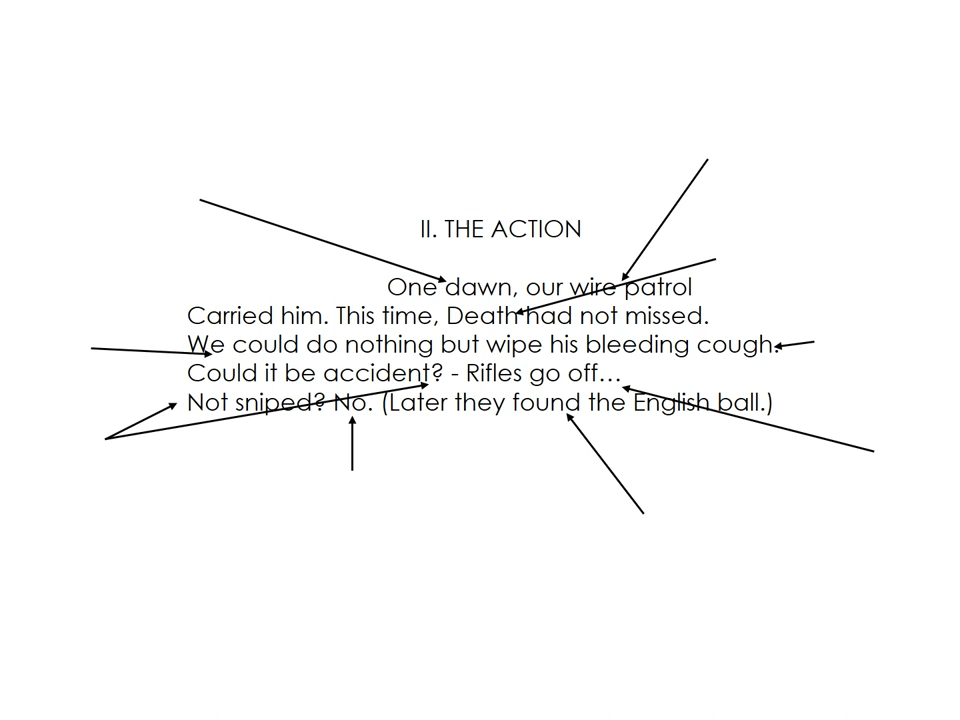 II. THE ACTION
One dawn, our wire patrol
Carried him. This time, Death had not missed.
We could do nothing but wipe his bleeding cough.
Could it be accident? - Rifles go off…
Not sniped? No. (Later they found the English ball.)